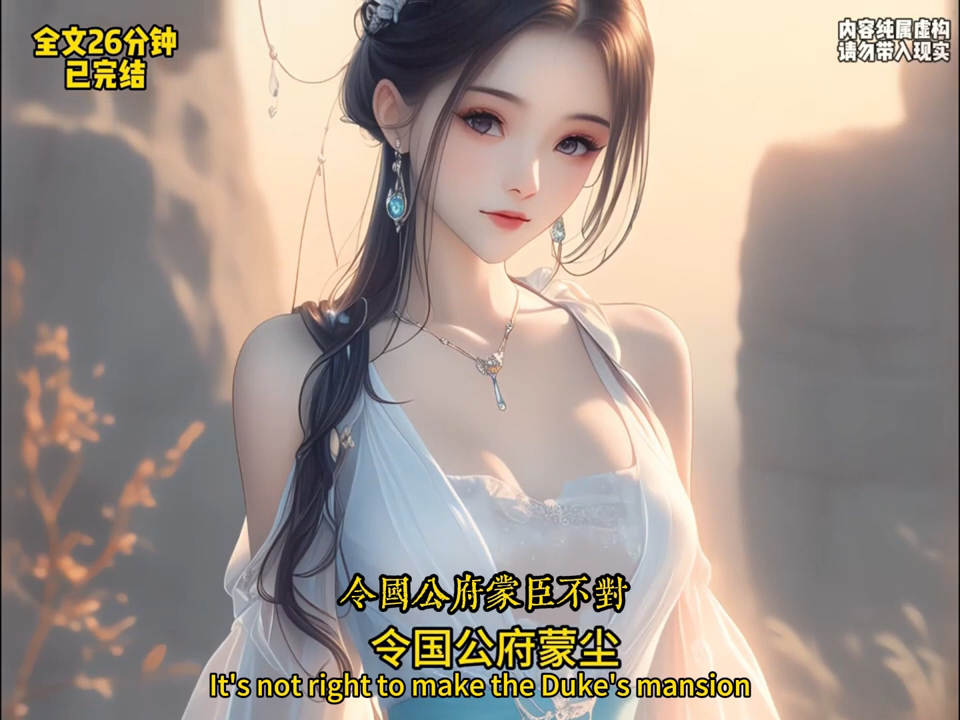 全文26分钟
已完结
内容纯属虚构
请勿带入现实
令國公府蒙臣不對
令国公府蒙尘
It's not right to make the Duke's mansion